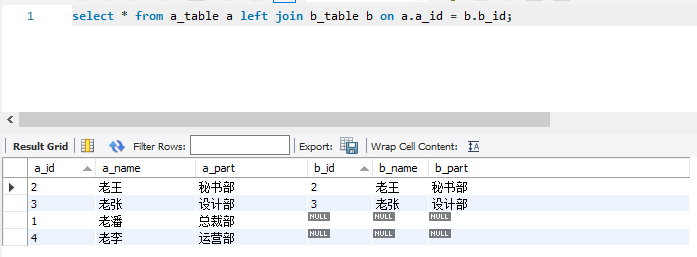 1 select * from a_table a left join b_table b on a.a_id = b.b_id;
Result Grid Filter Rows: Export: Wrap Cell Content: IA
a_id a_name a_part b_id b_name b_part
2 老王 秘书部 2 老王 秘书部
3 老张 设计部 3 老张 设计部
1 老潘 总裁部 NULL NULL NULL
4 老李 运营部 NULL NULL NULL